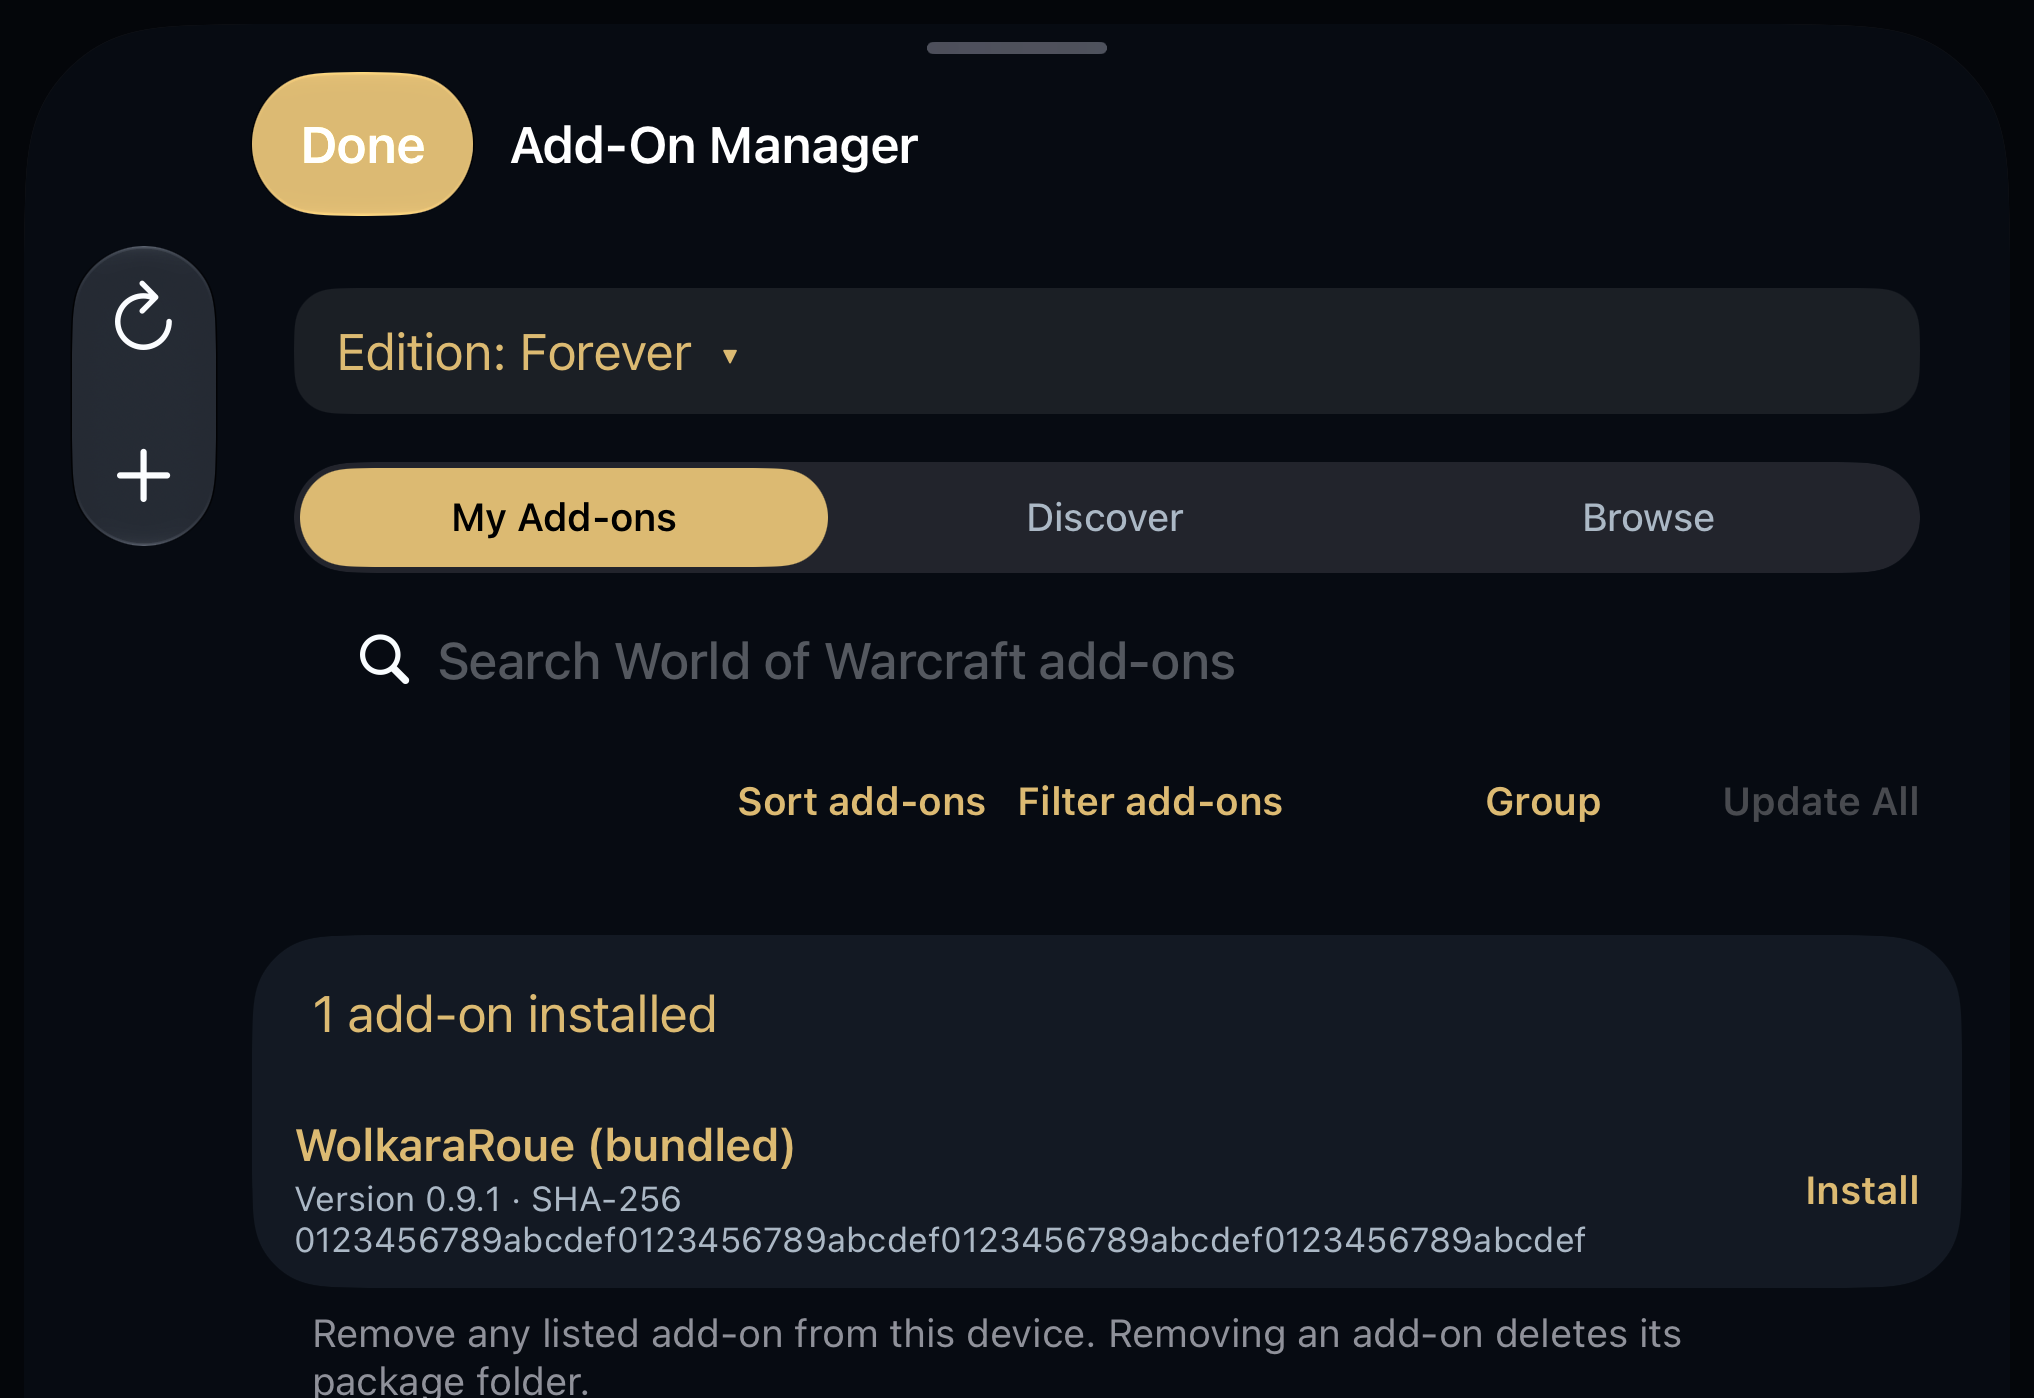 Done
Add-On Manager
Edition: Forever ▾
My Add-ons
Discover
Browse
Search World of Warcraft add-ons
Sort add-ons
Filter add-ons
Group
Update All
1 add-on installed
WolkaraRoue (bundled)
Version 0.9.1 · SHA-256
0123456789abcdef0123456789abcdef0123456789abcdef0123456789abcdef
Install
Remove any listed add-on from this device. Removing an add-on deletes its
package folder.